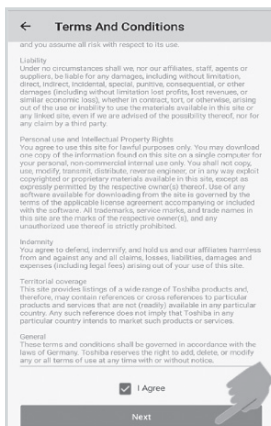 Terms And Conditions
and you assume all risk with respect to its use.
Liability
Under no circumstances shall we, nor our affiliates, staff, agents or
suppliers, be liable for any damages, including without limitation,
direct, indirect, incidental, special, punitive, consequential, or other
damages (including without limitation lost profits, lost revenues, or
similar economic loss), whether in contract, tort, or otherwise, arising
out of the use or inability to use the materials available in this site or
any linked site, even if we are advised of the possibility thereof, nor for
any claim by a third party.
Personal use and Intellectual Property Rights
You agree to use this site for lawful purposes only. You may download
one copy of the information found on this site on a single computer for
your personal, non-commercial internal use only. You shall not copy,
use, modify, transmit, distribute, reverse engineer, or in any way exploit
copyrighted or proprietary materials available in this site, except as
expressly permitted by the respective owner(s) thereof. Use of any
software available for downloading from the site is governed by the
terms of the applicable license agreement accompanying or included
with the software. All trademarks, service marks, and trade names in
this site are the marks of the respective owner(s), and any
unauthorized use thereof is strictly prohibited.
Indemnity
You agree to defend, indemnify, and hold us and our affiliates harmless
from and against any and all claims, losses, liabilities, damages and
expenses (including legal fees) arising out of your use of this site.
Territorial coverage
This site provides listings of a wide range of Toshiba products and,
therefore, may contain references or cross references to particular
products and services that are not (readily) available in any particular
country. Any such reference does not imply that Toshiba in any
particular country intends to market such products or services.
General
These terms and conditions shall be governed in accordance with the
laws of Germany. Toshiba reserves the right to add, delete, or modify
any or all terms of use at any time with or without notice.
I Agree
Next